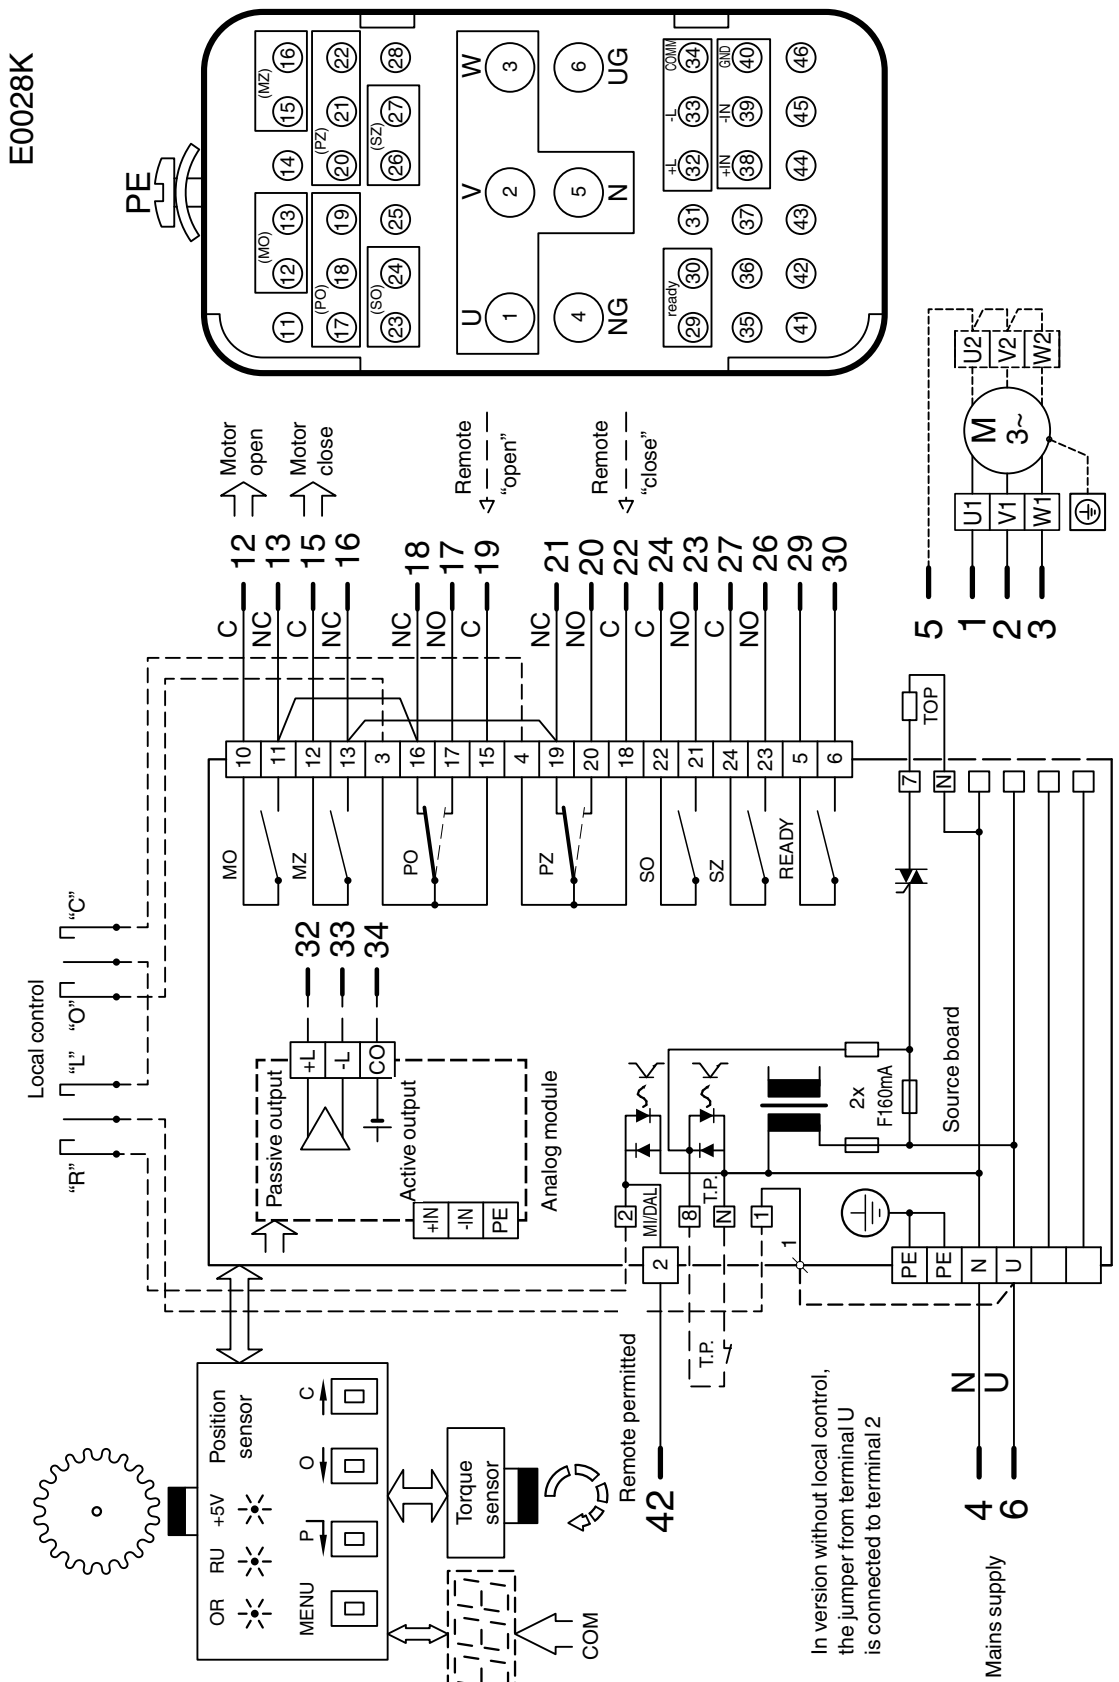 E0028K
PE
11
(MO)
12
13
14
(MZ)
15
16
(PO)
17
18
19
(PZ)
20
21
22
(SO)
23
24
25
(SZ)
26
27
28
U
V
W
1
2
3
4
5
6
NG
N
UG
ready
29
30
31
+L
-L
COMM
32
33
34
35
36
37
+IN
-IN
GND
38
39
40
41
42
43
44
45
46
Motor
open
Motor
close
Remote
“open”
Remote
“close”
C
12
NC
13
C
15
NC
16
NC
18
NO
17
C
19
NC
21
NO
20
C
22
C
24
NO
23
C
27
NO
26
29
30
10
11
12
13
3
16
17
15
4
19
20
18
22
21
24
23
5
6
MO
MZ
PO
PZ
SO
SZ
READY
5
1
2
3
U1
V1
W1
M
3~
U2
V2
W2
TOP
7
N
Local control
“R”
“L”
“O”
“C”
32
33
34
+L
-L
CO
Passive output
Active output
+IN
-IN
PE
Analog module
2
MI/DAL
2
8
T.P.
N
1
1
2x
F160mA
Source board
PE
PE
N
U
Position
sensor
OR
RU
+5V
MENU
P
O
C
Torque
sensor
COM
Remote permitted
42
T.P.
In version without local control,
the jumper from terminal U
is connected to terminal 2
Mains supply
4
N
6
U